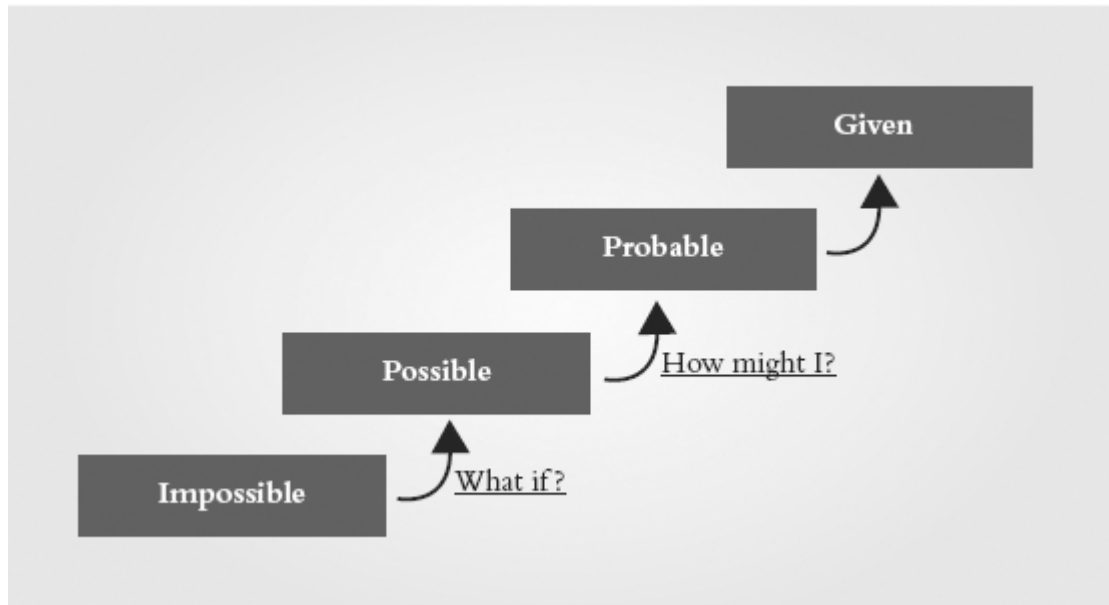 Given
Probable
How might I?
Possible
What if?
Impossible